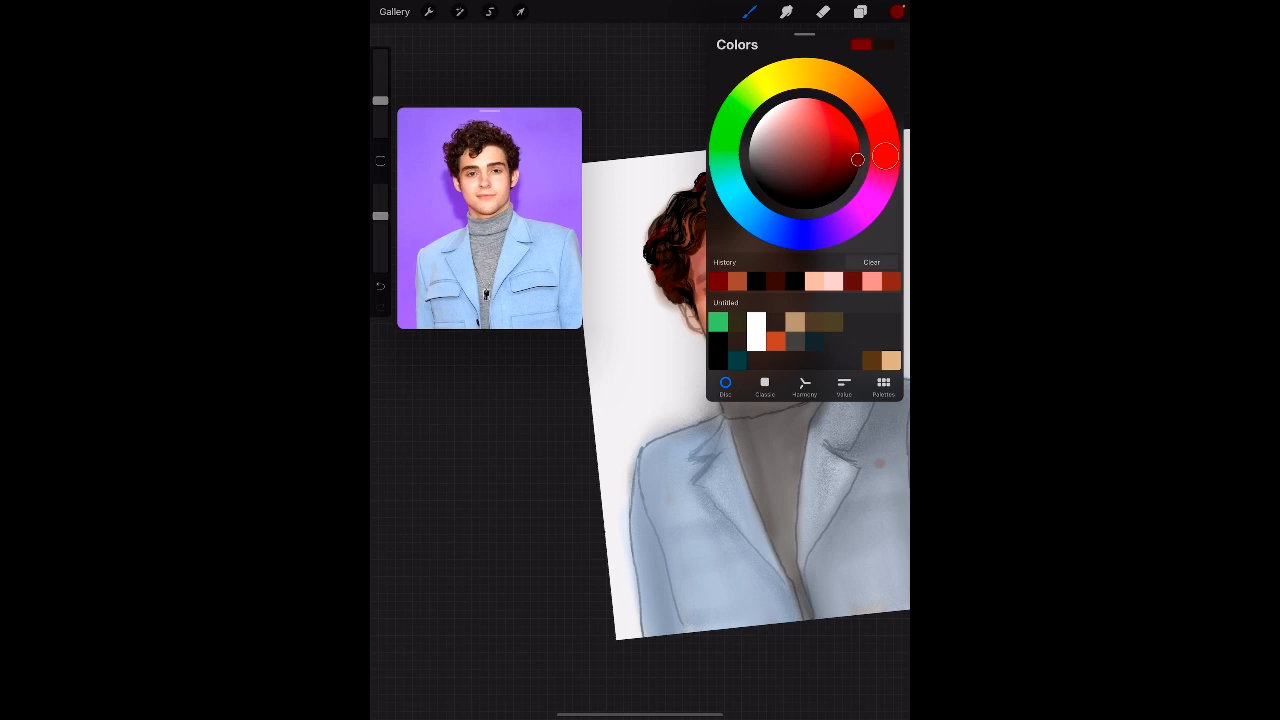 Gallery
Colors
History Clear
Untitled
Disc Classic Harmony Value Palettes